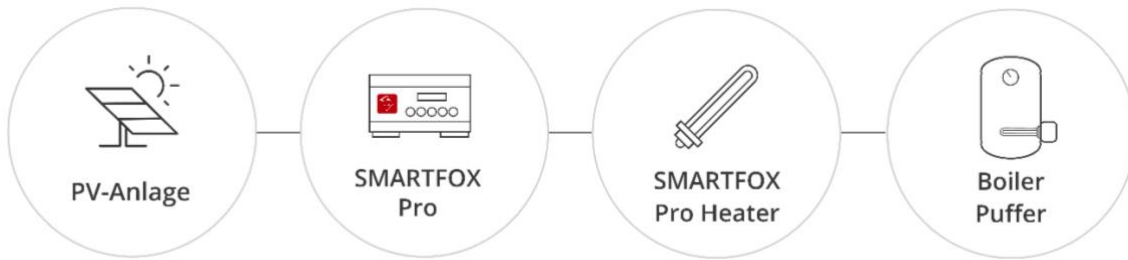 PV-Anlage
SMARTFOX
Pro
SMARTFOX
Pro Heater
Boiler
Puffer